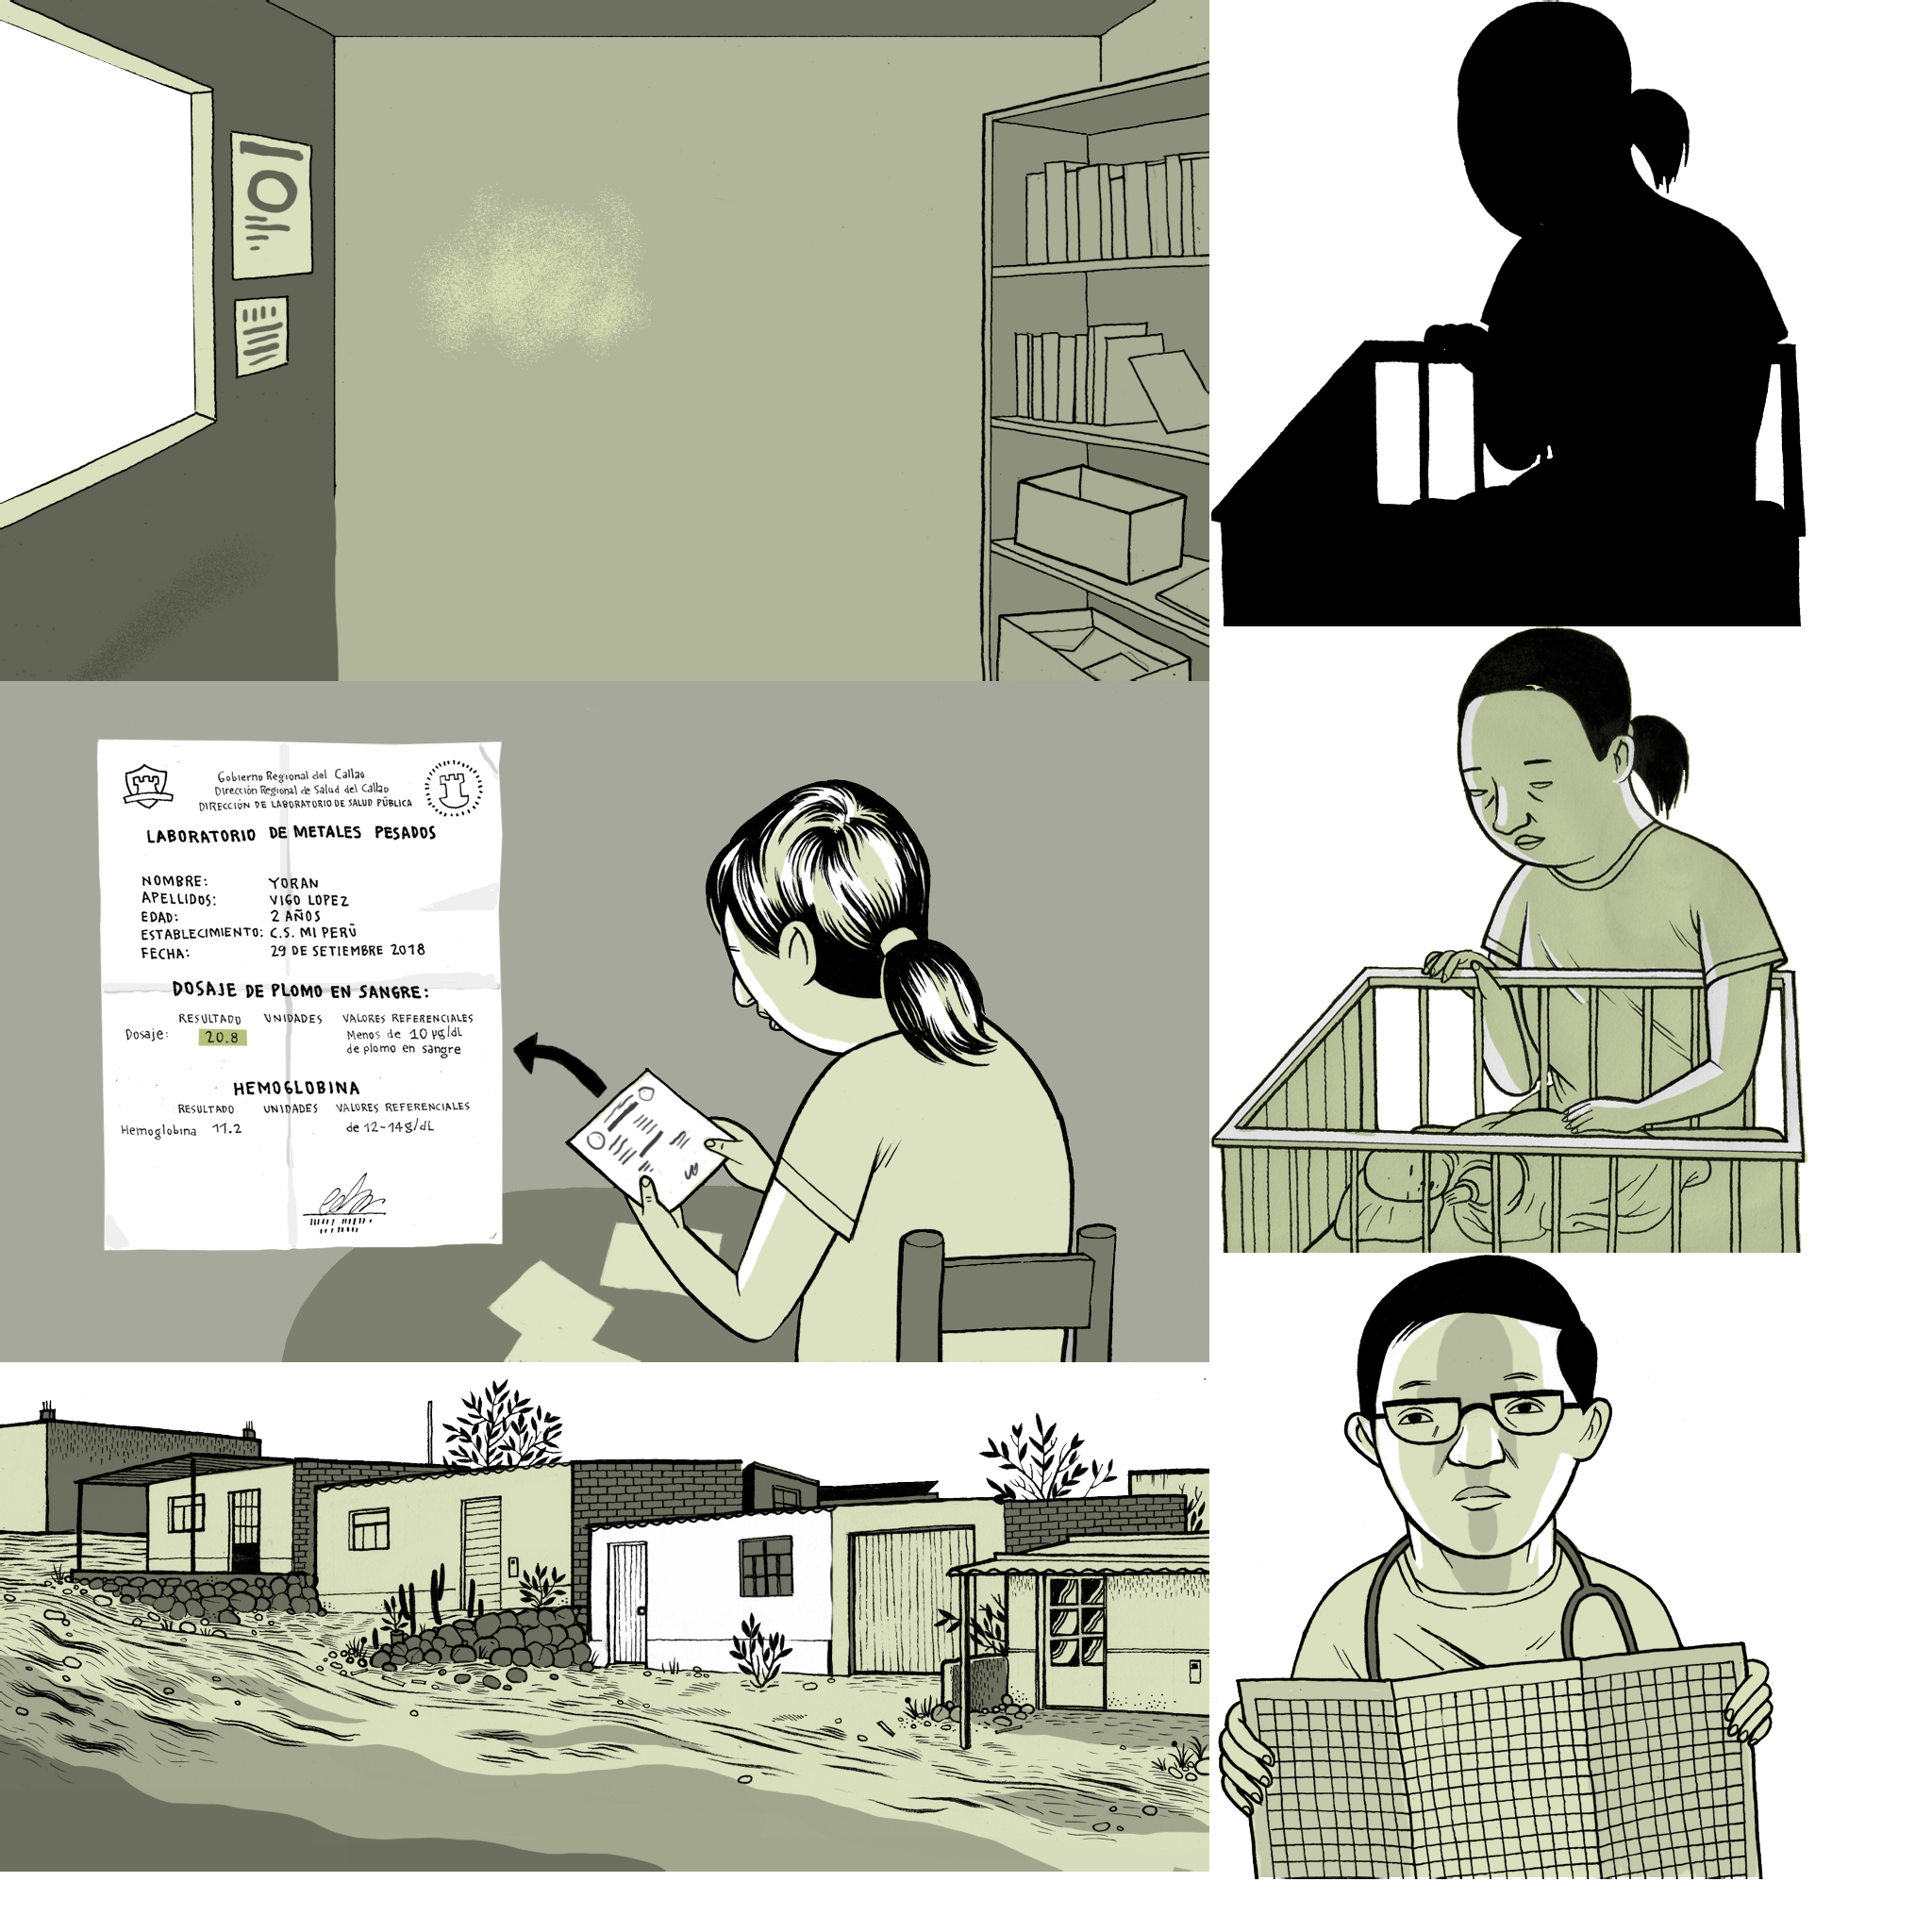 Gobierno Regional del Callao
Dirección Regional de Salud del Callao
DIRECCIÓN DE LABORATORIO DE SALUD PÚBLICA
LABORATORIO DE METALES PESADOS
NOMBRE: YORAN
APELLIDOS: VIGO LOPEZ
EDAD: 2 AÑOS
ESTABLECIMIENTO: C.S. MI PERÚ
FECHA: 29 DE SETIEMBRE 2018
DOSAJE DE PLOMO EN SANGRE:
RESULTADO UNIDADES VALORES REFERENCIALES
Dosaje: 20.8 Menos de 10 µg/dl
de plomo en sangre
HEMOGLOBINA
RESULTADO UNIDADES VALORES REFERENCIALES
Hemoglobina 11.2 de 12-14g/dL